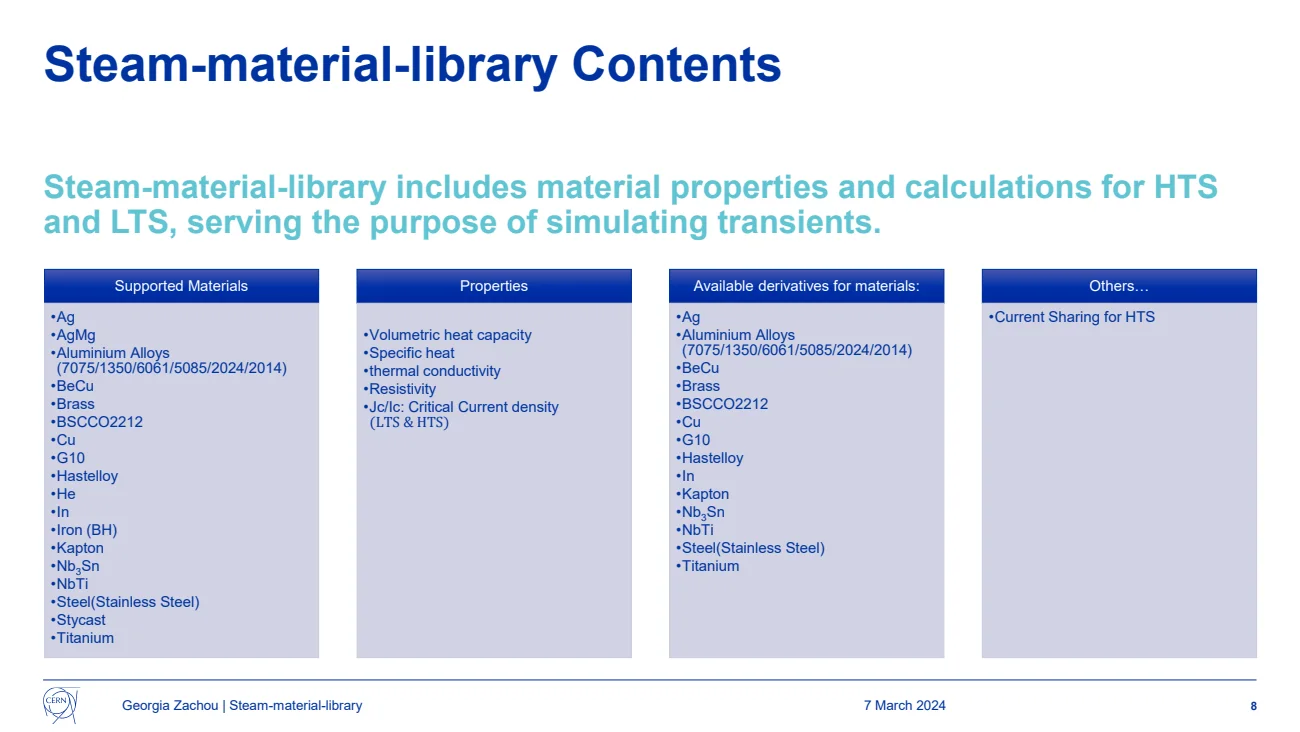 Steam-material-library Contents
Steam-material-library includes material properties and calculations for HTS
and LTS, serving the purpose of simulating transients.
Supported Materials
•Ag
•AgMg
•Aluminium Alloys
(7075/1350/6061/5085/2024/2014)
•BeCu
•Brass
•BSCCO2212
•Cu
•G10
•Hastelloy
•He
•In
•Iron (BH)
•Kapton
•Nb₃Sn
•NbTi
•Steel(Stainless Steel)
•Stycast
•Titanium
Properties
•Volumetric heat capacity
•Specific heat
•thermal conductivity
•Resistivity
•Jc/Ic: Critical Current density
(LTS & HTS)
Available derivatives for materials:
•Ag
•Aluminium Alloys
(7075/1350/6061/5085/2024/2014)
•BeCu
•Brass
•BSCCO2212
•Cu
•G10
•Hastelloy
•In
•Kapton
•Nb₃Sn
•NbTi
•Steel(Stainless Steel)
•Titanium
Others…
•Current Sharing for HTS
CERN
Georgia Zachou | Steam-material-library
7 March 2024
8